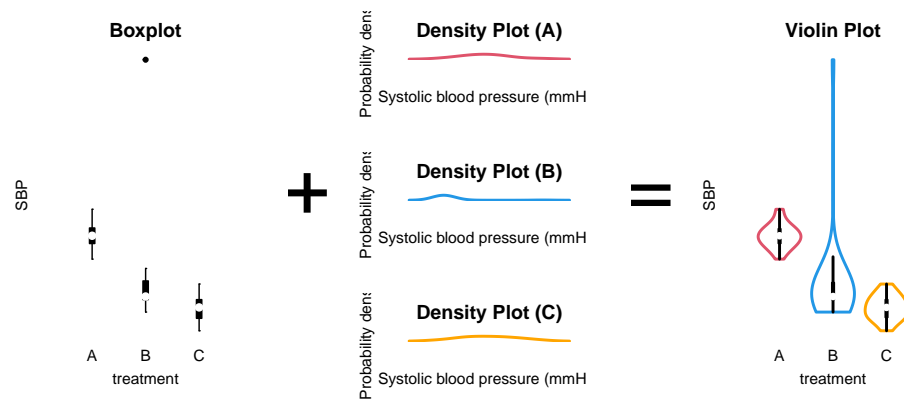 Boxplot
SBP
A B C
treatment
+
Density Plot (A)
Probability dens
Systolic blood pressure (mmH
Density Plot (B)
Probability dens
Systolic blood pressure (mmH
Density Plot (C)
Probability dens
Systolic blood pressure (mmH
=
Violin Plot
SBP
A B C
treatment